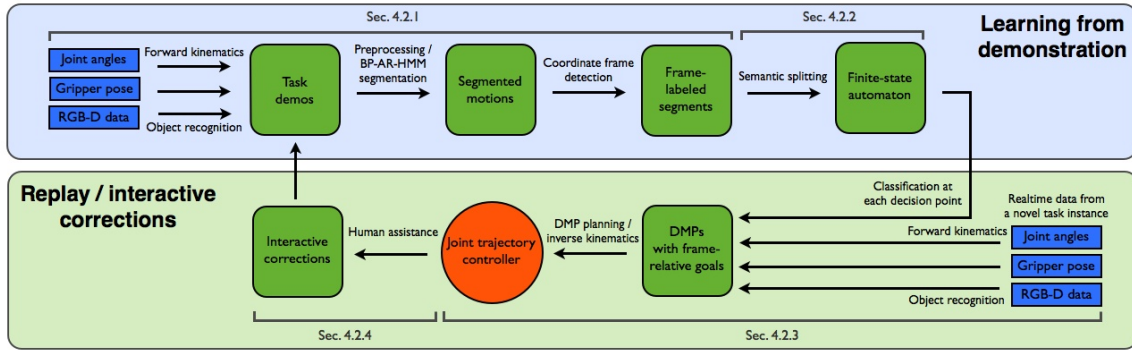 Sec. 4.2.1
Sec. 4.2.2
Learning from
demonstration
Joint angles
Gripper pose
RGB-D data
Forward kinematics
Object recognition
Task
demos
Preprocessing /
BP-AR-HMM
segmentation
Segmented
motions
Coordinate frame
detection
Frame-
labeled
segments
Semantic splitting
Finite-state
automaton
Replay / interactive
corrections
Interactive
corrections
Human assistance
Joint trajectory
controller
DMP planning /
inverse kinematics
DMPs
with frame-
relative goals
Classification at
each decision point
Forward kinematics
Object recognition
Realtime data from
a novel task instance
Joint angles
Gripper pose
RGB-D data
Sec. 4.2.4
Sec. 4.2.3